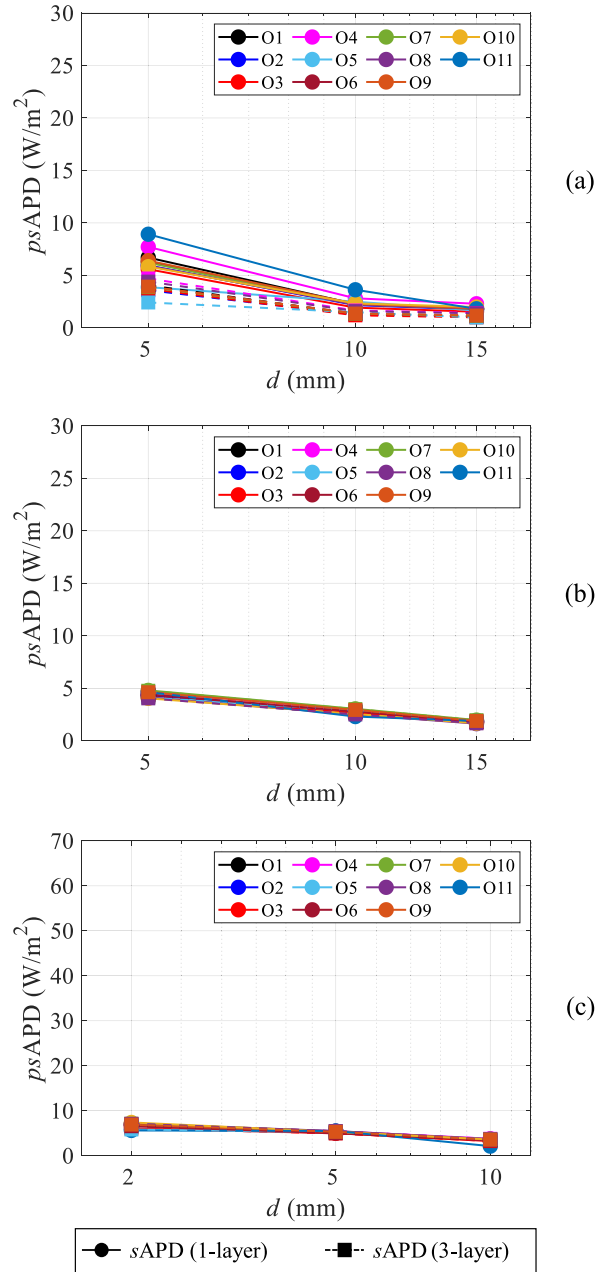 30
25
20
15
10
5
0
psAPD (W/m²)
O1 O4 O7 O10
O2 O5 O8 O11
O3 O6 O9
5 10 15
d (mm)
(a)
30
25
20
15
10
5
0
psAPD (W/m²)
O1 O4 O7 O10
O2 O5 O8 O11
O3 O6 O9
5 10 15
d (mm)
(b)
70
60
50
40
30
20
10
0
psAPD (W/m²)
O1 O4 O7 O10
O2 O5 O8 O11
O3 O6 O9
2 5 10
d (mm)
(c)
sAPD (1-layer) sAPD (3-layer)